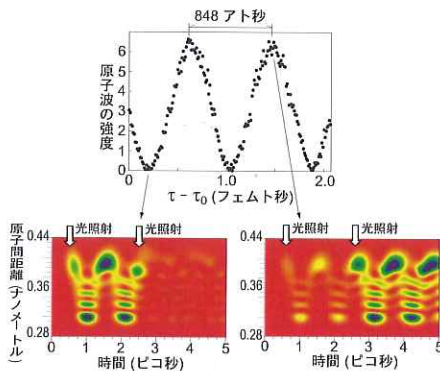 848 アト秒
原子波の強度
6
5
4
3
2
1
0
0 1.0 2.0
τ − τ₀ (フェムト秒)
光照射 光照射 光照射 光照射
原子間距離 (ナノメートル)
0.44 0.44
0.28 0.28
0 1 2 3 4 5 0 1 2 3 4 5
時間 (ピコ秒) 時間 (ピコ秒)